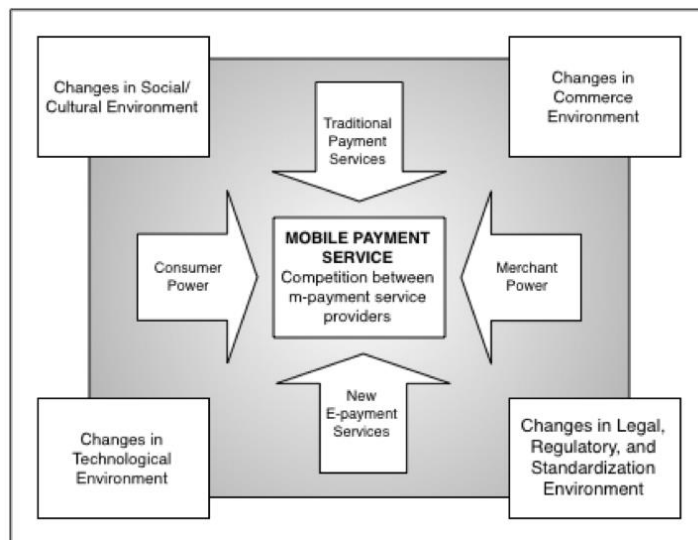 Changes in Social/
Cultural Environment
Changes in
Commerce
Environment
Traditional
Payment
Services
Consumer
Power
MOBILE PAYMENT
SERVICE
Competition between
m-payment service
providers
Merchant
Power
New
E-payment
Services
Changes in
Technological
Environment
Changes in Legal,
Regulatory, and
Standardization
Environment